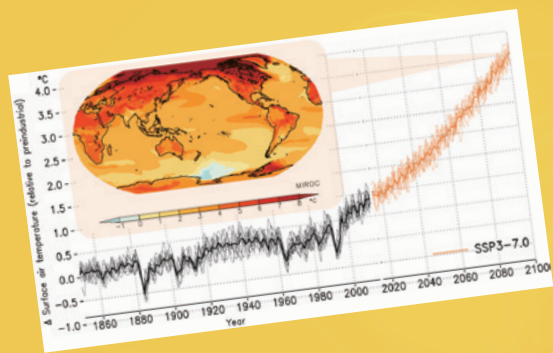 °C
4.0
3.5
3.0
2.5
2.0
1.5
1.0
0.5
0.0
-0.5
-1.0
Δ Surface air temperature (relative to preindustrial)
MIROC
-1 0 1 2 3 4 5 6 7 8
°C
SSP3-7.0
1860 1880 1900 1920 1940 1960 1980 2000 2020 2040 2060 2080 2100
Year